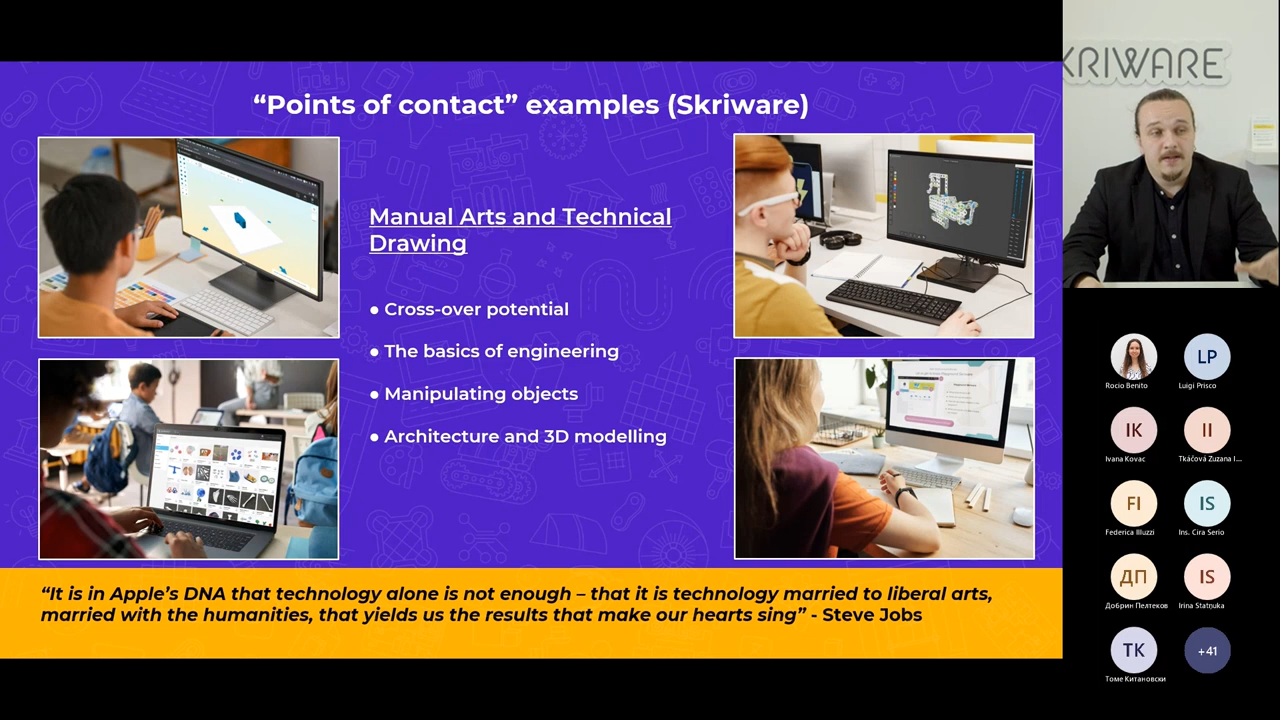 “Points of contact” examples (Skriware)
Manual Arts and Technical
Drawing
● Cross-over potential
● The basics of engineering
● Manipulating objects
● Architecture and 3D modelling
“It is in Apple’s DNA that technology alone is not enough – that it is technology married to liberal arts,
married with the humanities, that yields us the results that make our hearts sing” - Steve Jobs
KRIWARE
Rocio Benito
LP
Luigi Prisco
IK
Ivana Kovac
II
Tkáčová Zuzana I...
FI
Federica Illuzzi
IS
Ins. Cira Serio
ДП
Добрин Пелтеков
IS
Irina Statņuka
ТК
Томе Китановски
+41